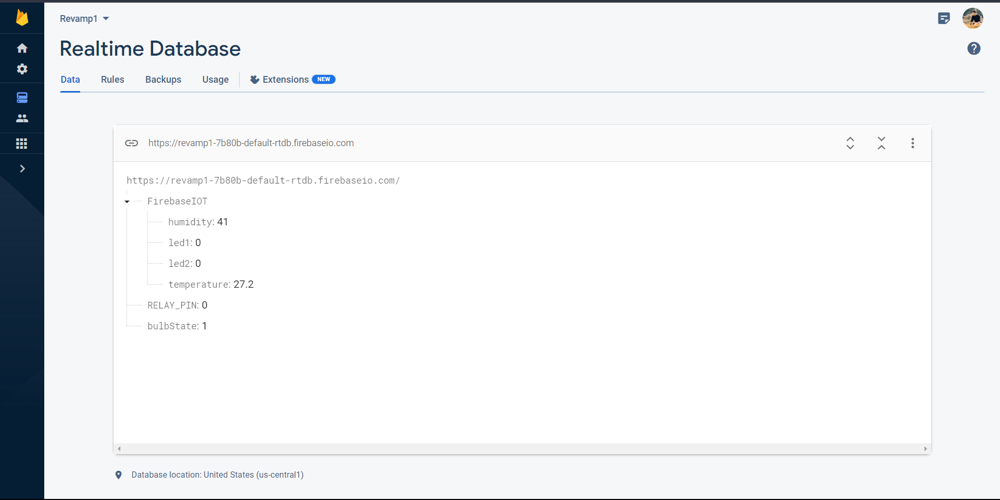 Revamp1
Realtime Database
Data Rules Backups Usage Extensions NEW
https://revamp1-7b80b-default-rtdb.firebaseio.com
https://revamp1-7b80b-default-rtdb.firebaseio.com/
FirebaseIOT
humidity: 41
led1: 0
led2: 0
temperature: 27.2
RELAY_PIN: 0
bulbState: 1
Database location: United States (us-central1)